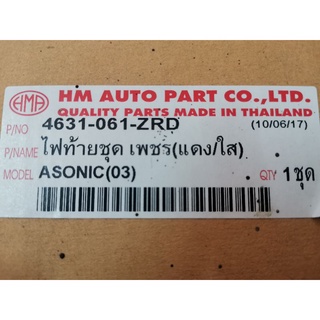 HMA HM AUTO PART CO.,LTD.
QUALITY PARTS MADE IN THAILAND
P/NO 4631-061-ZRD (10/06/17)
P/NAME ไฟท้ายชุด เพชร(แดง/ใส)
MODEL ASONIC(03) QTY 1ชุด